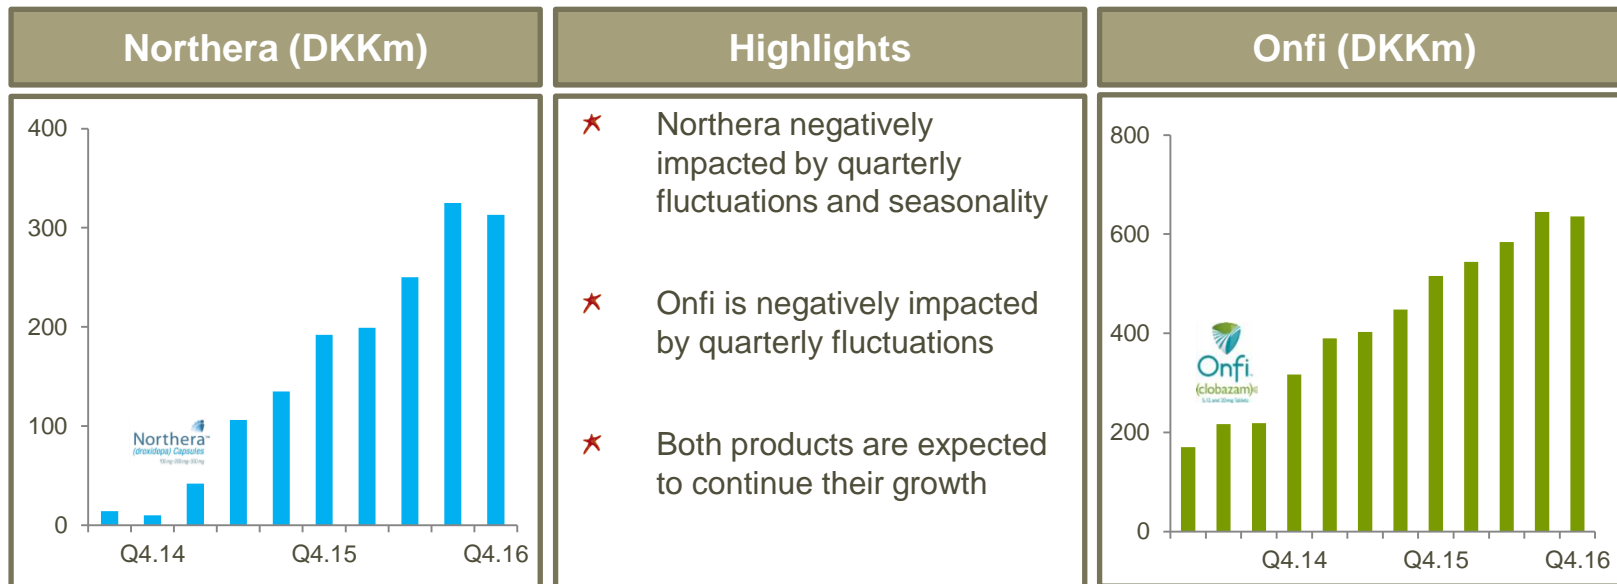 Northera (DKKm)
400
300
200
100
0
Northera
(droxidopa) Capsules
Q4.14
Q4.15
Q4.16
Highlights
Northera negatively
impacted by quarterly
fluctuations and seasonality
Onfi is negatively impacted
by quarterly fluctuations
Both products are expected
to continue their growth
Onfi (DKKm)
800
600
400
200
0
Onfi
(clobazam)
Q4.14
Q4.15
Q4.16